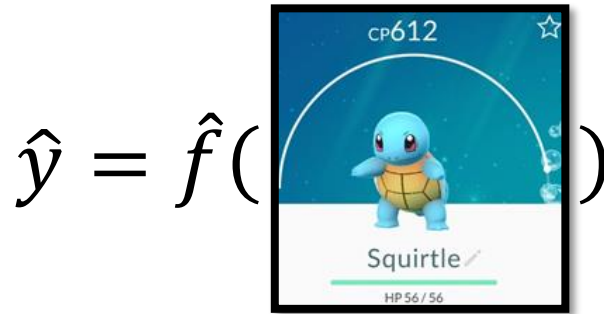 CP612
ŷ = f̂( )
Squirtle
HP 56 / 56